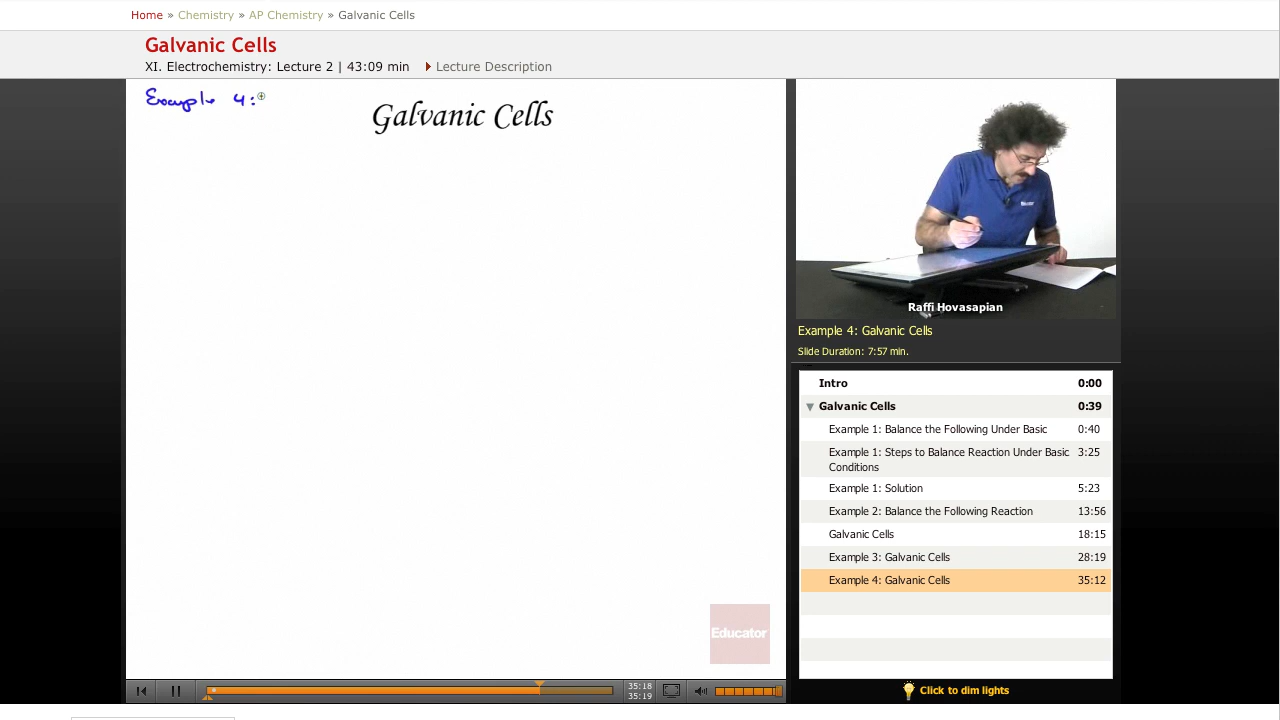 Home » Chemistry » AP Chemistry » Galvanic Cells
Galvanic Cells
XI. Electrochemistry: Lecture 2 | 43:09 min Lecture Description
Example 4:
Galvanic Cells
Educator
35:18
35:19
Raffi Hovasapian
Example 4: Galvanic Cells
Slide Duration: 7:57 min.
Intro 0:00
Galvanic Cells 0:39
Example 1: Balance the Following Under Basic 0:40
Example 1: Steps to Balance Reaction Under Basic 3:25
Conditions
Example 1: Solution 5:23
Example 2: Balance the Following Reaction 13:56
Galvanic Cells 18:15
Example 3: Galvanic Cells 28:19
Example 4: Galvanic Cells 35:12
Click to dim lights